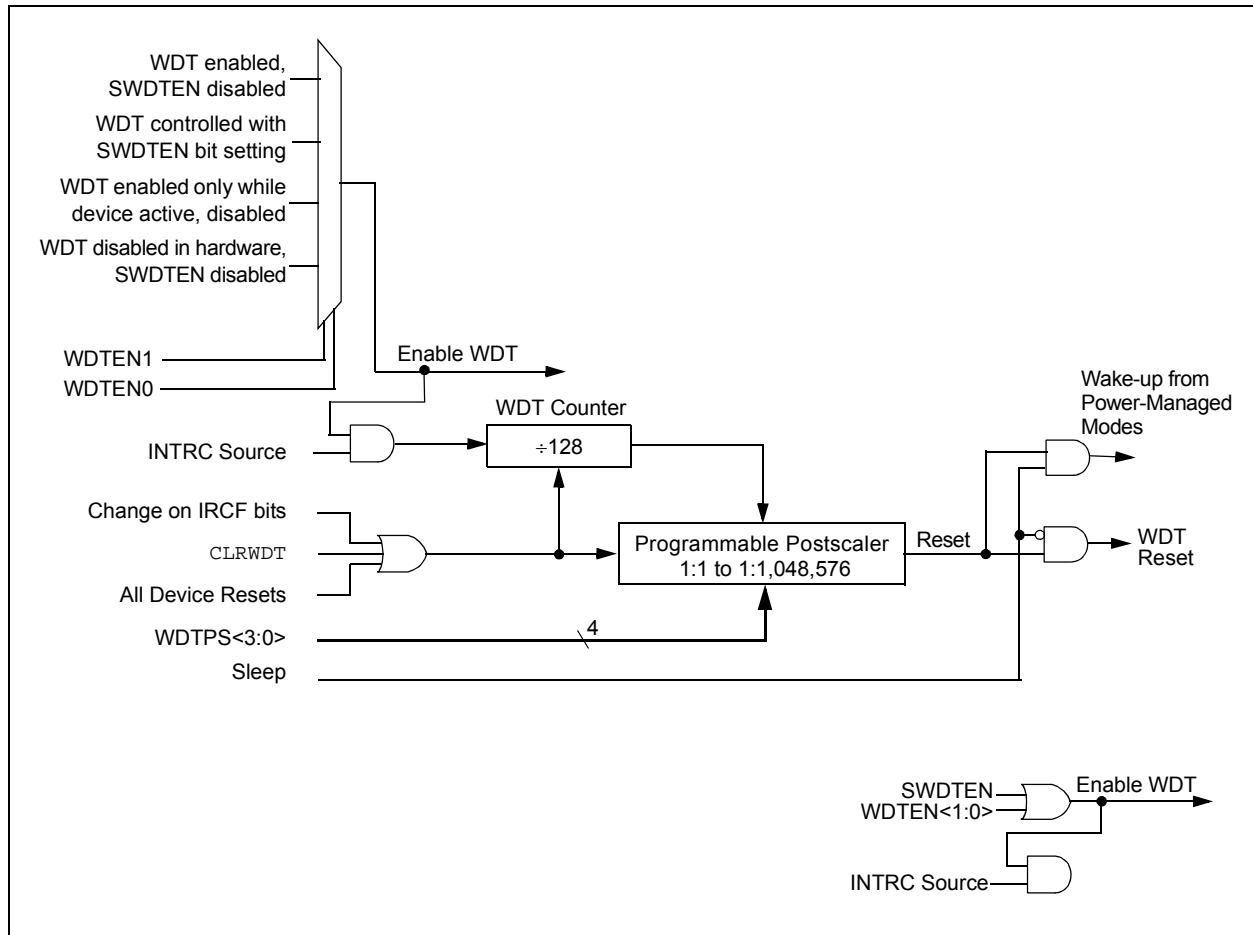 WDT enabled,
SWDTEN disabled
WDT controlled with
SWDTEN bit setting
WDT enabled only while
device active, disabled
WDT disabled in hardware,
SWDTEN disabled
WDTEN1
WDTEN0
Enable WDT
WDT Counter
÷128
INTRC Source
Wake-up from
Power-Managed
Modes
Change on IRCF bits
CLRWDT
All Device Resets
Programmable Postscaler
1:1 to 1:1,048,576
Reset
WDT
Reset
WDTPS<3:0>
4
Sleep
SWDTEN
WDTEN<1:0>
Enable WDT
INTRC Source